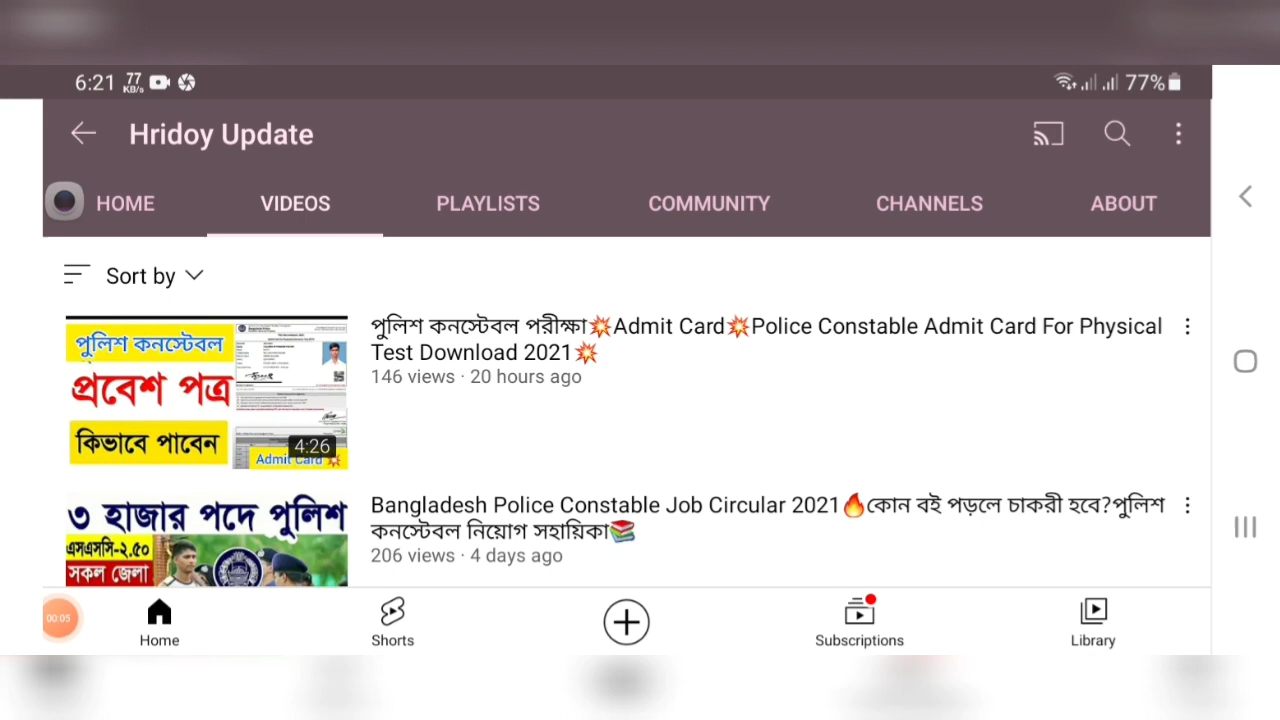 6:21 77 KB/s 77%
Hridoy Update
HOME VIDEOS PLAYLISTS COMMUNITY CHANNELS ABOUT
Sort by
পুলিশ কনস্টেবল
প্রবেশ পত্র
কিভাবে পাবেন
4:26
Admit Card💥
পুলিশ কনস্টেবল পরীক্ষা💥Admit Card💥Police Constable Admit Card For Physical
Test Download 2021💥
146 views · 20 hours ago
৩ হাজার পদে পুলিশ
এসএসসি-২.৫০
সকল জেলা
Bangladesh Police Constable Job Circular 2021🔥কোন বই পড়লে চাকরী হবে?পুলিশ
কনস্টেবল নিয়োগ সহায়িকা📚
206 views · 4 days ago
00:05
Home Shorts Subscriptions Library